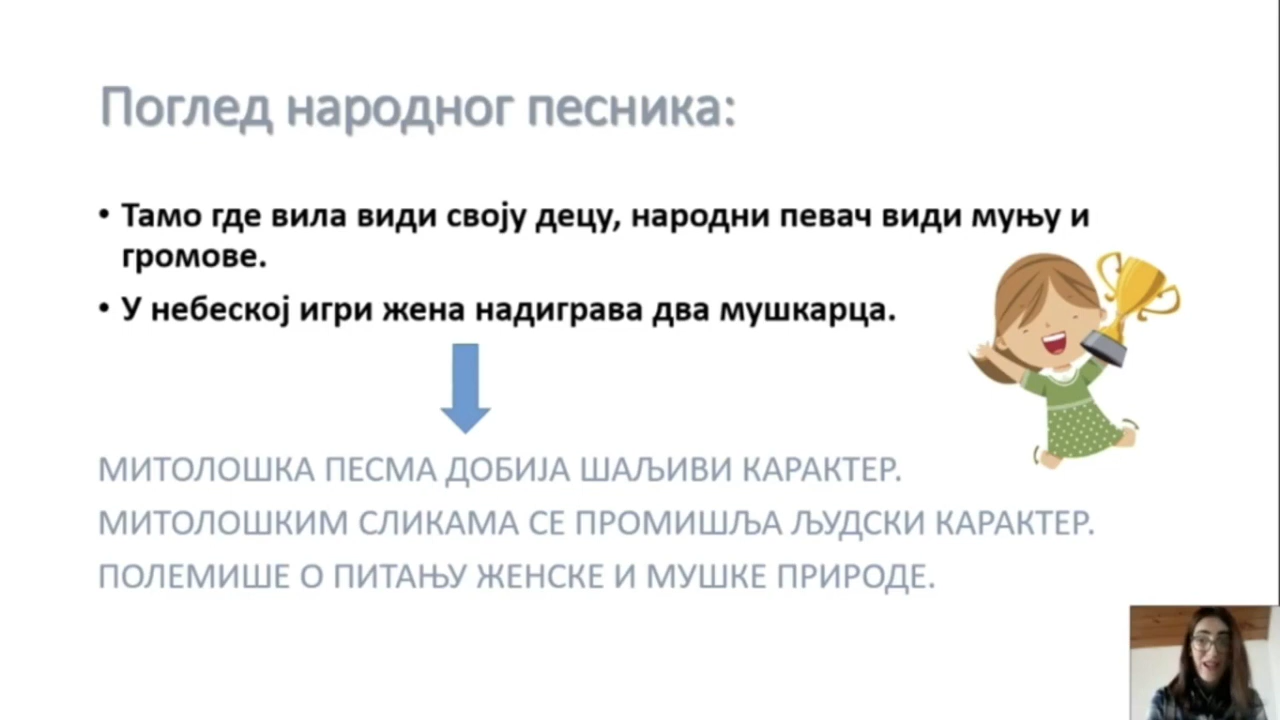 Поглед народног песника:
• Тамо где вила види своју децу, народни певач види муњу и
громове.
• У небеској игри жена надиграва два мушкарца.
МИТОЛОШКА ПЕСМА ДОБИЈА ШАЉИВИ КАРАКТЕР.
МИТОЛОШКИМ СЛИКАМА СЕ ПРОМИШЉА ЉУДСКИ КАРАКТЕР.
ПОЛЕМИШЕ О ПИТАЊУ ЖЕНСКЕ И МУШКЕ ПРИРОДЕ.